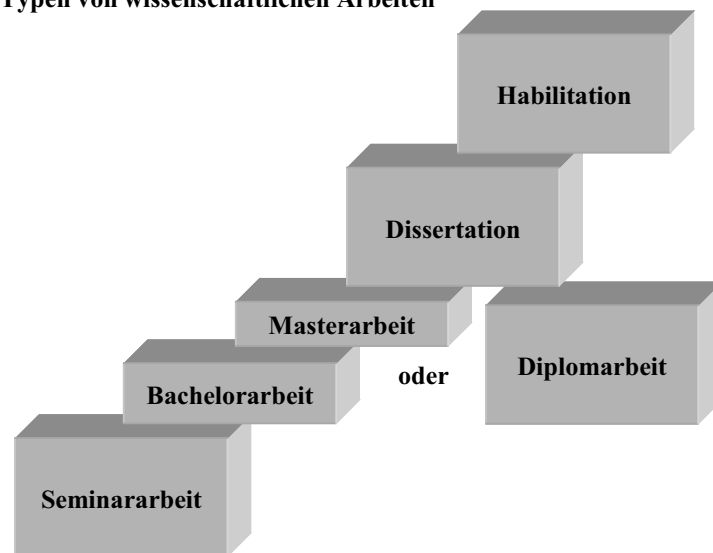 Typen von wissenschaftlichen Arbeiten
Habilitation
Dissertation
Masterarbeit
oder
Diplomarbeit
Bachelorarbeit
Seminararbeit